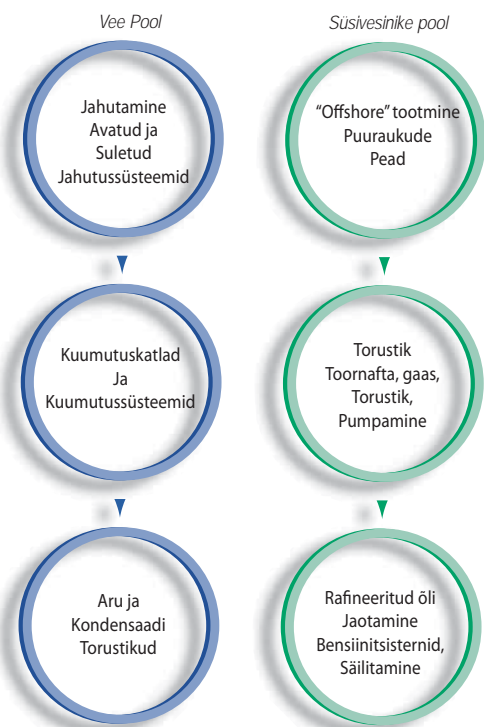 Vee Pool
Jahutamine
Avatud ja
Suletud
Jahutussüsteemid
Kuumutuskatlad
Ja
Kuumutussüsteemid
Aru ja
Kondensaadi
Torustikud
Süsivesinike pool
“Offshore” tootmine
Puuraukude
Pead
Torustik
Toornafta, gaas,
Torustik,
Pumpamine
Rafineeritud õli
Jaotamine
Bensiinitsisternid,
Säilitamine